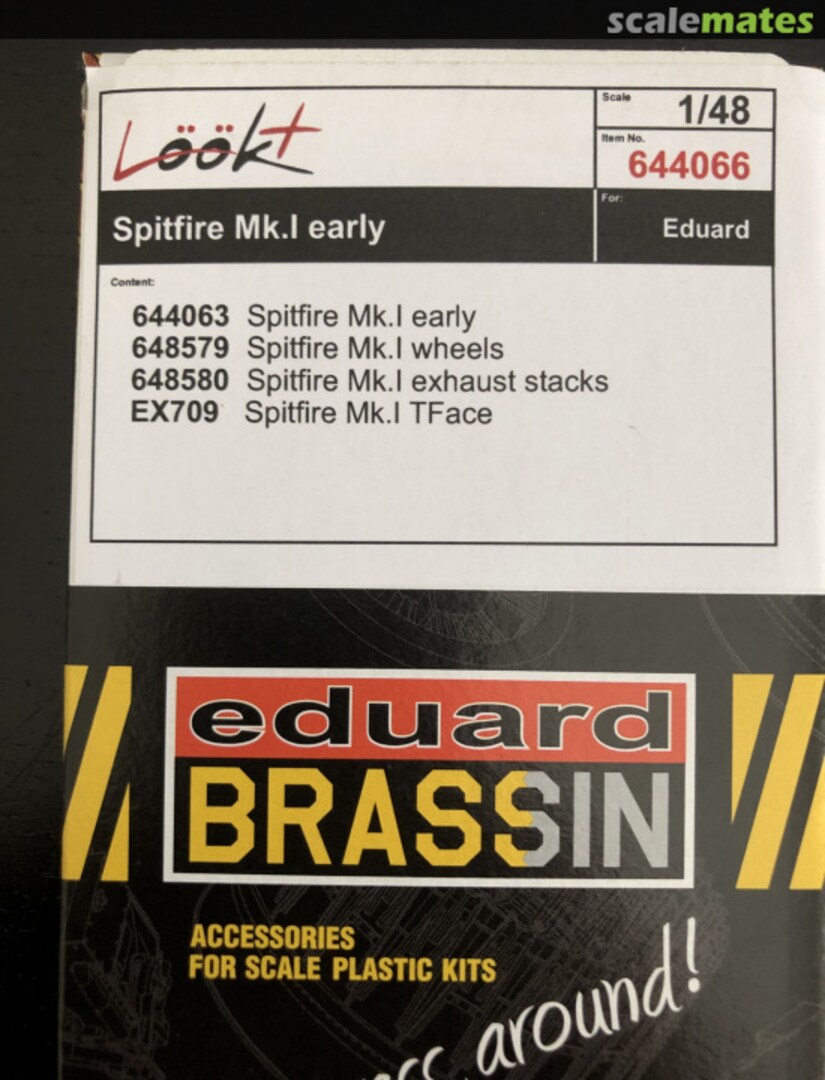 scalemates
Löök+
Scale
1/48
Item No.
644066
Spitfire Mk.I early
For:
Eduard
Content:
644063 Spitfire Mk.I early
648579 Spitfire Mk.I wheels
648580 Spitfire Mk.I exhaust stacks
EX709 Spitfire Mk.I TFace
eduard
BRASSIN
ACCESSORIES
FOR SCALE PLASTIC KITS
around!